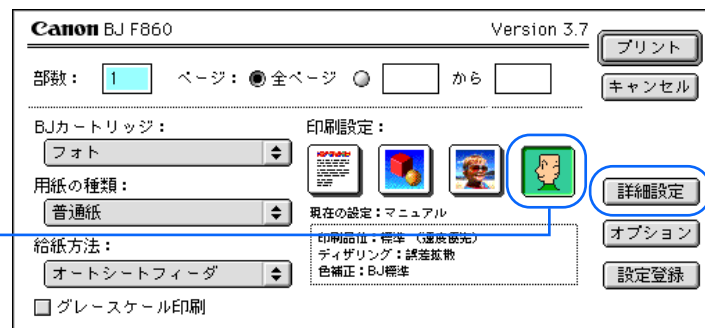 Canon BJ F860 Version 3.7
プリント
部数： 1 ページ： 全ページ から
キャンセル
BJカートリッジ： 印刷設定：
フォト
用紙の種類：
詳細設定
普通紙
現在の設定：マニュアル
給紙方法：
印刷品位：標準 （速度優先）
オプション
ディザリング：誤差拡散
オートシートフィーダ
色補正：BJ標準
設定登録
グレースケール印刷